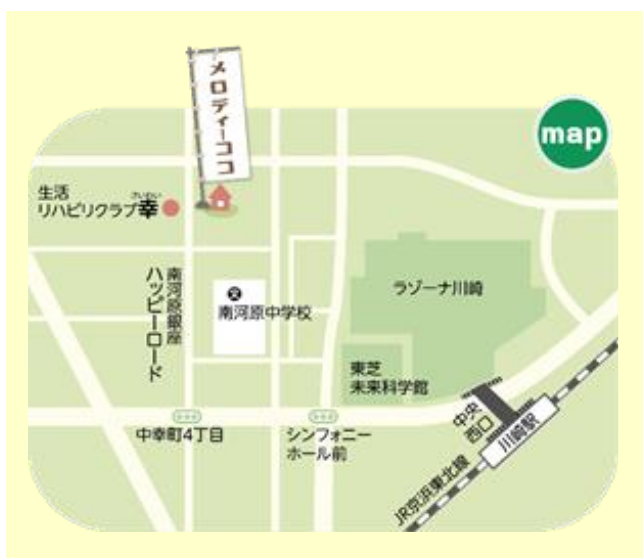 メロディーココ
map
生活
リハビリクラブ幸
さいわい
南河原銀座
ハッピーロード
文
南河原中学校
ラゾーナ川崎
東芝
未来科学館
中央
西口
川崎駅
中幸町4丁目
シンフォニー
ホール前
JR京浜東北線